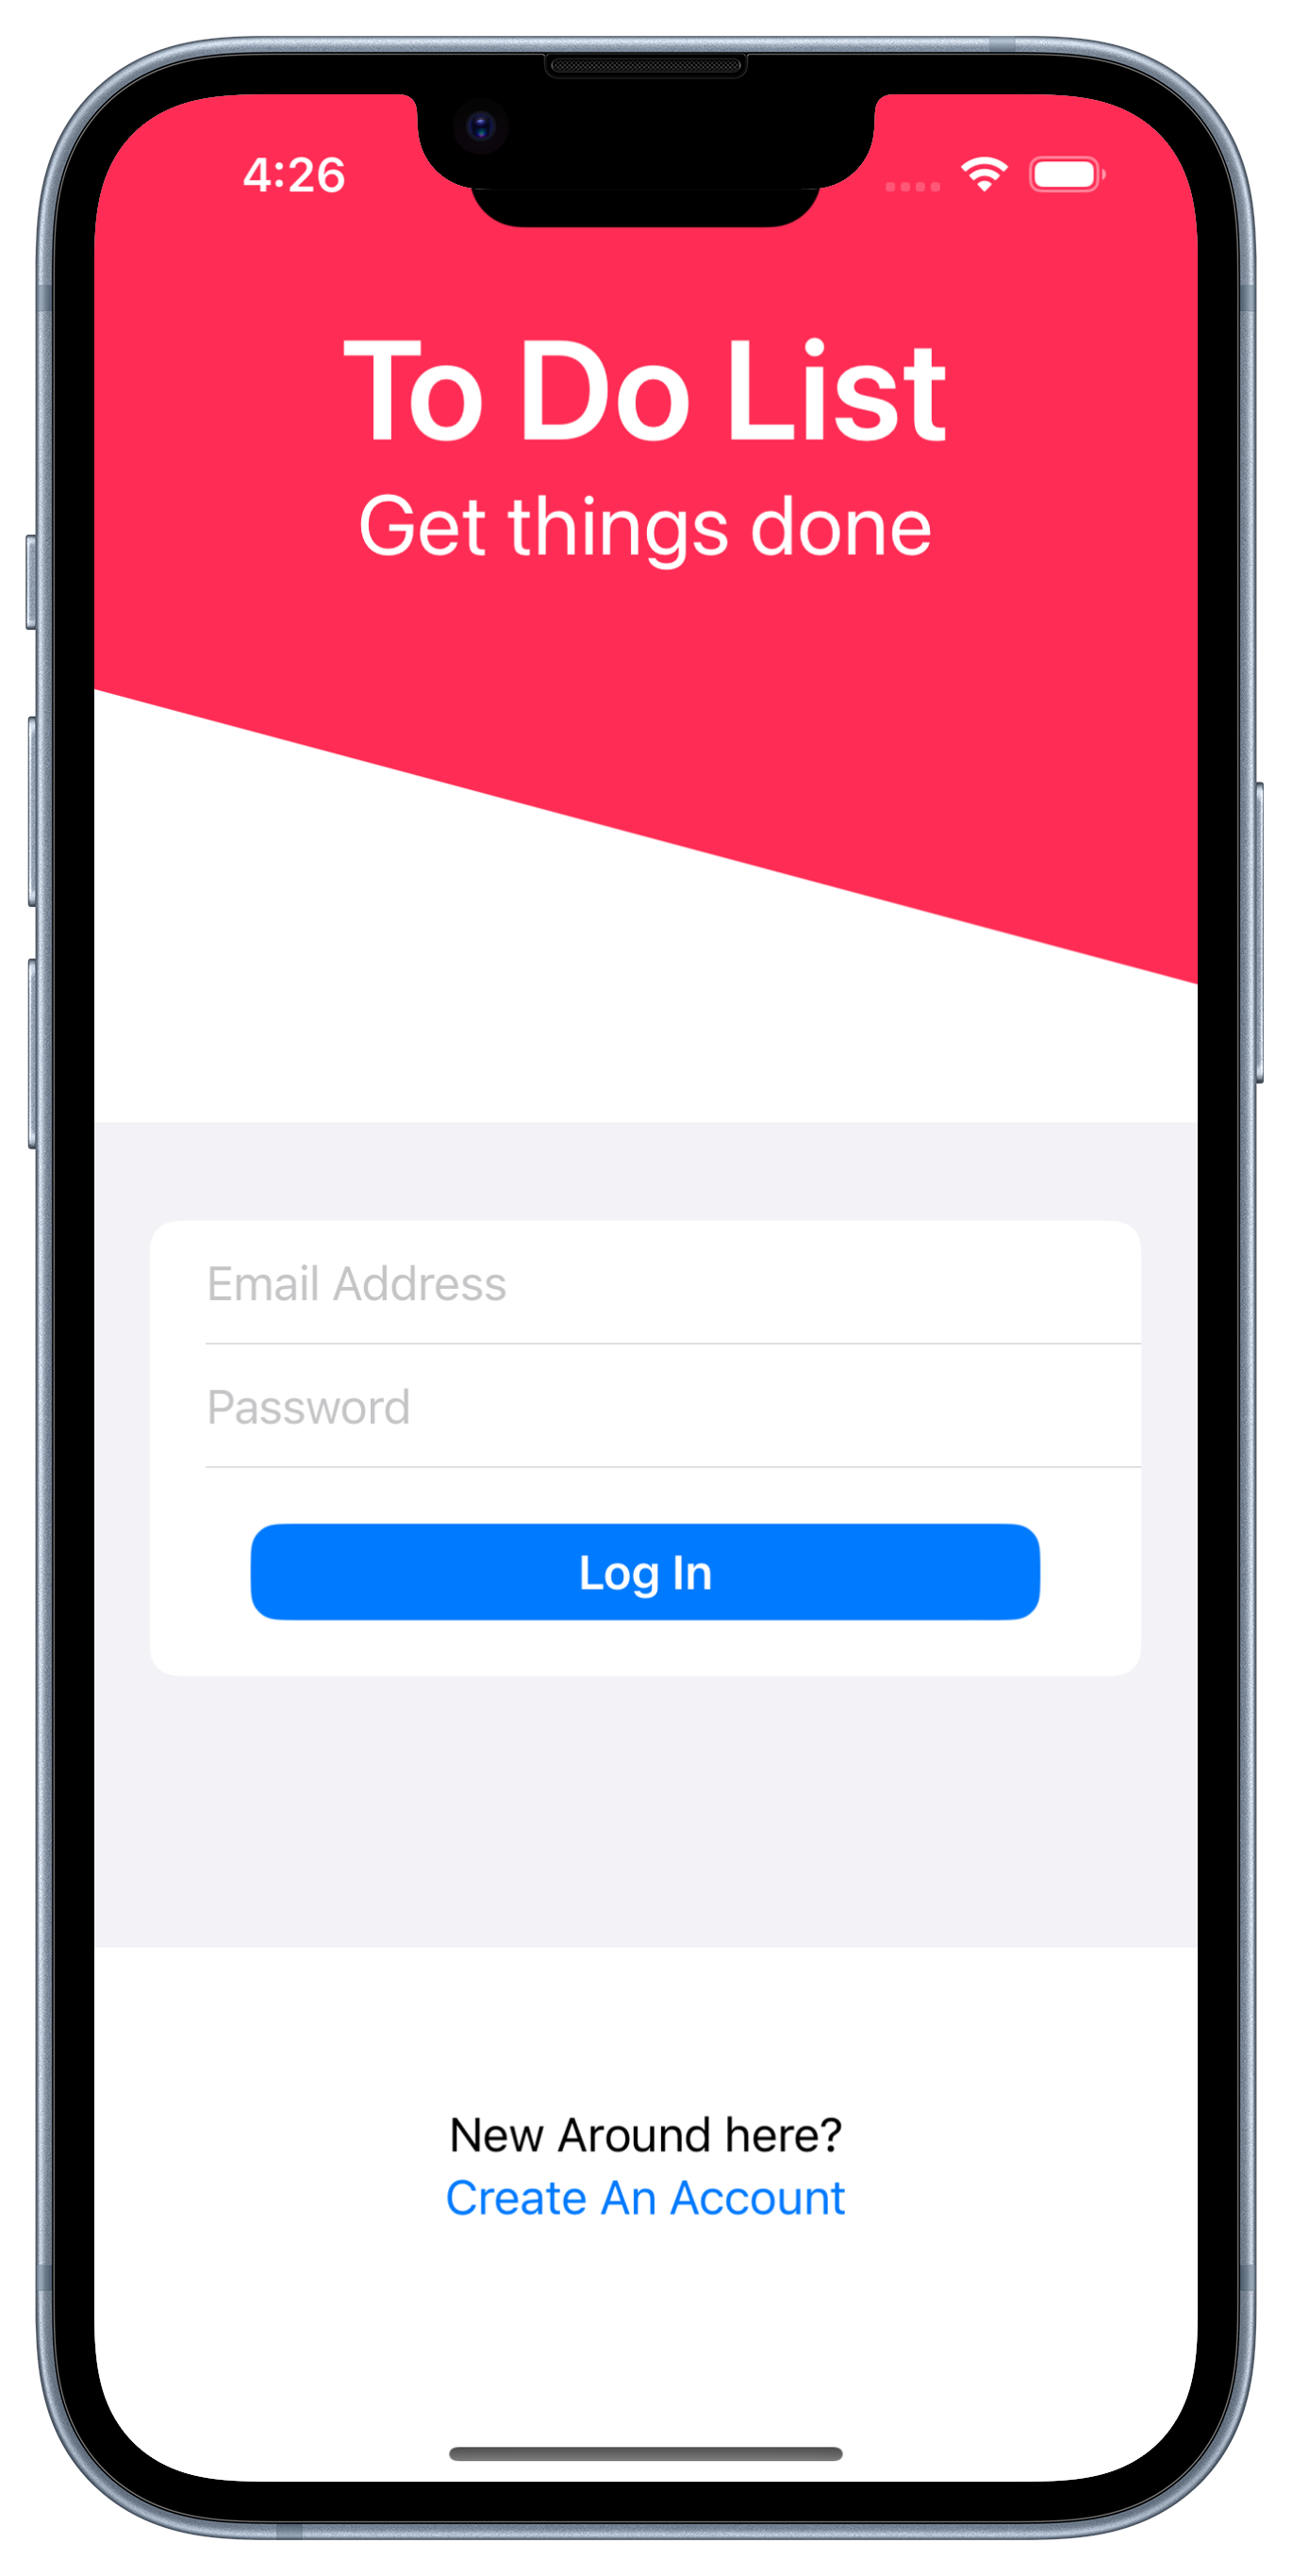 4:26
To Do List
Get things done
Email Address
Password
Log In
New Around here?
Create An Account